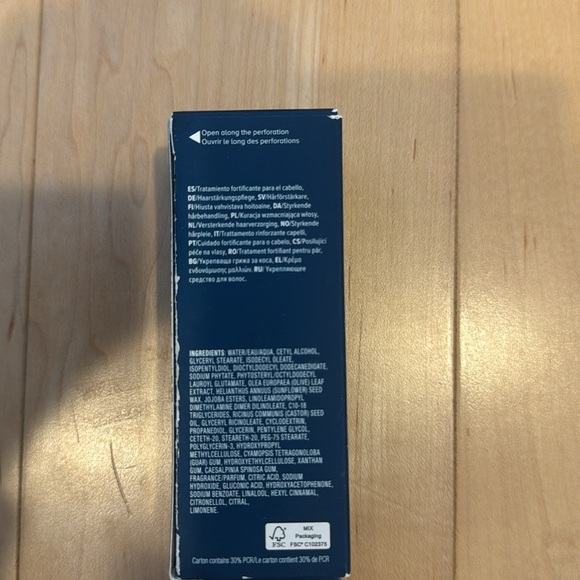 Open along the perforation
Ouvrir le long des perforations
ES/Tratamiento fortificante para el cabello,
DE/Haarstärkungspflege, SV/Hårförstärkare,
FI/Hiusta vahvistava hoitoaine, DA/Styrkende
hårbehandling, PL/Kuracja wzmacniająca włosy,
NL/Versterkende haarverzorging, NO/Styrkende
hårpleie, IT/Trattamento rinforzante capelli,
PT/Cuidado fortificante para o cabelo, CS/Posilující
péče na vlasy, RO/Tratament fortifiant pentru păr,
BG/Укрепваща грижа за коса, EL/Κρέμα
ενδυνάμωσης μαλλιών. RU/ Укрепляющее
средство для волос.
INGREDIENTS: WATER/EAU/AQUA, CETYL ALCOHOL,
GLYCERYL STEARATE, ISODECYL OLEATE,
ISOPENTYLDIOL, DIOCTYLDODECYL DODECANEDIOATE,
SODIUM PHYTATE, PHYTOSTERYL/OCTYLDODECYL
LAUROYL GLUTAMATE, OLEA EUROPAEA (OLIVE) LEAF
EXTRACT, HELIANTHUS ANNUUS (SUNFLOWER) SEED
WAX, JOJOBA ESTERS, LINOLEAMIDOPROPYL
DIMETHYLAMINE DIMER DILINOLEATE, C10-18
TRIGLYCERIDES, RICINUS COMMUNIS (CASTOR) SEED
OIL, GLYCERYL RICINOLEATE, CYCLODEXTRIN,
PROPANEDIOL, GLYCERIN, PENTYLENE GLYCOL,
CETETH-20, STEARETH-20, PEG-75 STEARATE,
POLYGLYCERIN-3, HYDROXYPROPYL
METHYLCELLULOSE, CYAMOPSIS TETRAGONOLOBA
(GUAR) GUM, HYDROXYETHYLCELLULOSE, XANTHAN
GUM, CAESALPINIA SPINOSA GUM,
FRAGRANCE/PARFUM, CITRIC ACID, SODIUM
HYDROXIDE, GLUCONIC ACID, HYDROXYACETOPHENONE,
SODIUM BENZOATE, LINALOOL, HEXYL CINNAMAL,
CITRONELLOL, CITRAL,
LIMONENE.
FSC
MIX
Packaging
FSC® C102375
Carton contains 30% PCR/Le carton contient 30% de PCR